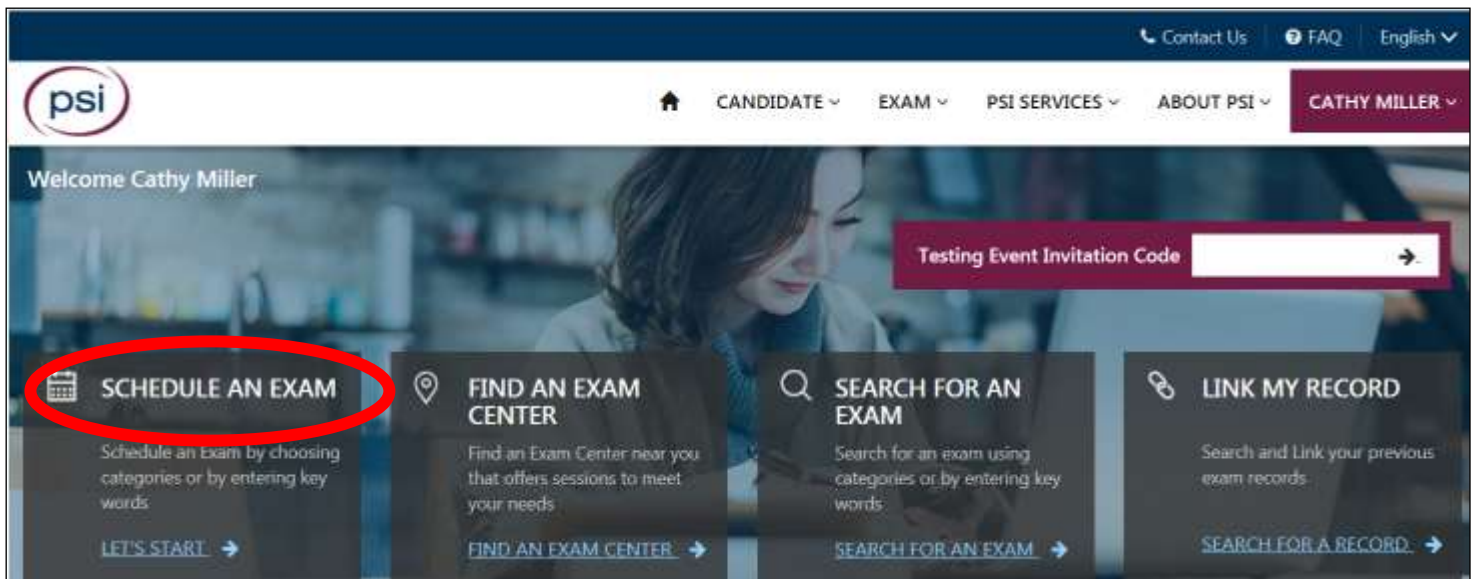 Contact Us FAQ English
psi
CANDIDATE EXAM PSI SERVICES ABOUT PSI CATHY MILLER
Welcome Cathy Miller
Testing Event Invitation Code
SCHEDULE AN EXAM
Schedule an Exam by choosing
categories or by entering key
words
LET'S START
FIND AN EXAM
CENTER
Find an Exam Center near you
that offers sessions to meet
your needs
FIND AN EXAM CENTER
SEARCH FOR AN
EXAM
Search for an exam using
categories or by entering key
words
SEARCH FOR AN EXAM
LINK MY RECORD
Search and Link your previous
exam records
SEARCH FOR A RECORD